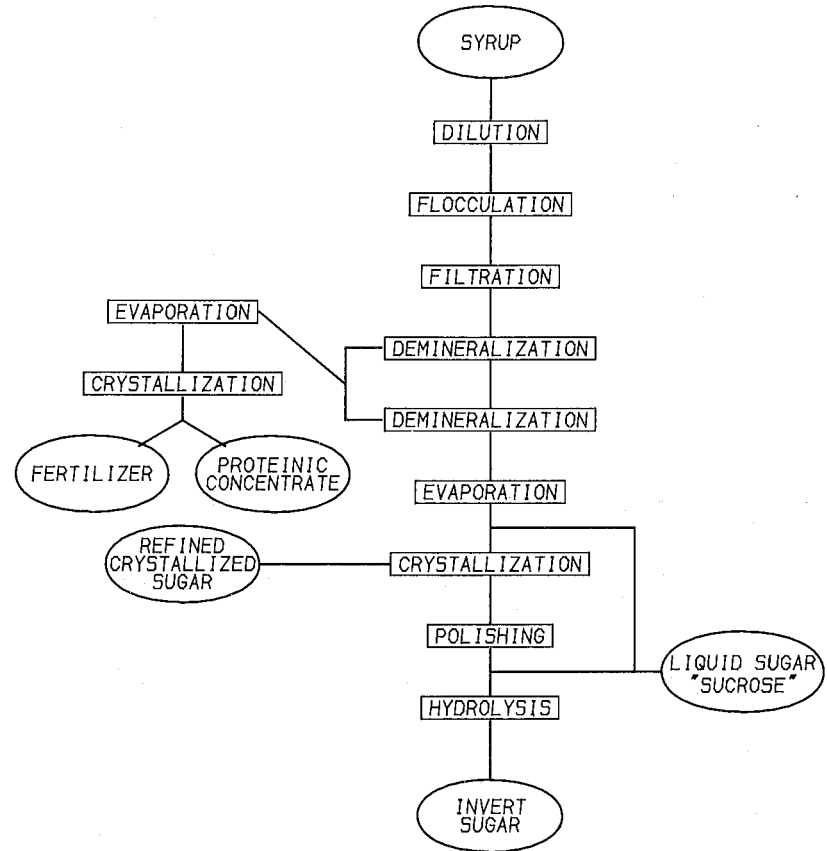 SYRUP
DILUTION
FLOCCULATION
FILTRATION
EVAPORATION
DEMINERALIZATION
CRYSTALLIZATION
DEMINERALIZATION
FERTILIZER
PROTEINIC
CONCENTRATE
EVAPORATION
REFINED
CRYSTALLIZED
SUGAR
CRYSTALLIZATION
POLISHING
LIQUID SUGAR
"SUCROSE"
HYDROLYSIS
INVERT
SUGAR